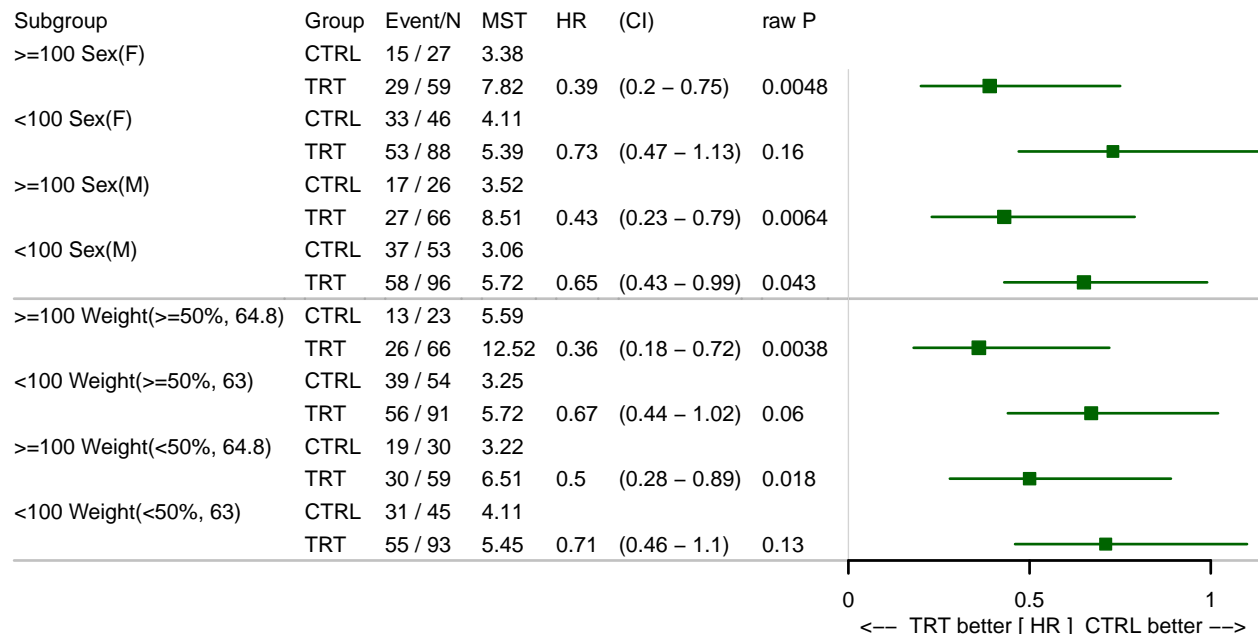 Subgroup Group Event/N MST HR (CI) raw P
>=100 Sex(F) CTRL 15 / 27 3.38
TRT 29 / 59 7.82 0.39 (0.2 − 0.75) 0.0048
<100 Sex(F) CTRL 33 / 46 4.11
TRT 53 / 88 5.39 0.73 (0.47 − 1.13) 0.16
>=100 Sex(M) CTRL 17 / 26 3.52
TRT 27 / 66 8.51 0.43 (0.23 − 0.79) 0.0064
<100 Sex(M) CTRL 37 / 53 3.06
TRT 58 / 96 5.72 0.65 (0.43 − 0.99) 0.043
>=100 Weight(>=50%, 64.8) CTRL 13 / 23 5.59
TRT 26 / 66 12.52 0.36 (0.18 − 0.72) 0.0038
<100 Weight(>=50%, 63) CTRL 39 / 54 3.25
TRT 56 / 91 5.72 0.67 (0.44 − 1.02) 0.06
>=100 Weight(<50%, 64.8) CTRL 19 / 30 3.22
TRT 30 / 59 6.51 0.5 (0.28 − 0.89) 0.018
<100 Weight(<50%, 63) CTRL 31 / 45 4.11
TRT 55 / 93 5.45 0.71 (0.46 − 1.1) 0.13
0 0.5 1
<−− TRT better [ HR ] CTRL better −−>